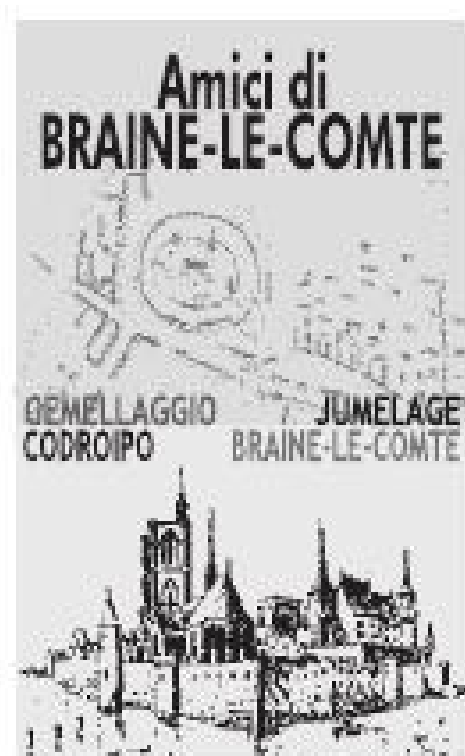 Amici di
BRAINE-LE-COMTE
GEMELLAGGIO JUMELAGE
CODROIPO BRAINE-LE-COMTE